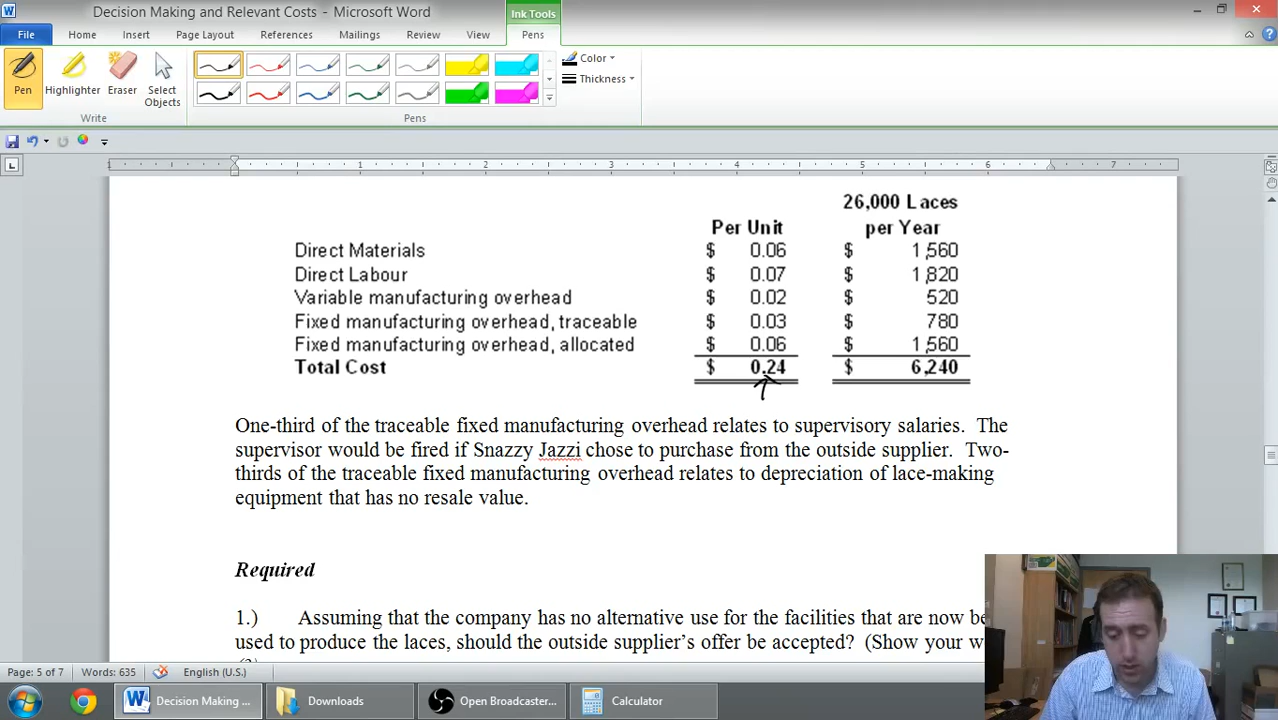 Decision Making and Relevant Costs - Microsoft Word
Ink Tools
File Home Insert Page Layout References Mailings Review View Pens
Pen Highlighter Eraser Select Objects
Color
Thickness
Write
Pens
1 1 2 3 4 5 6 7
26,000 Laces
Per Unit per Year
Direct Materials $ 0.06 $ 1,560
Direct Labour $ 0.07 $ 1,820
Variable manufacturing overhead $ 0.02 $ 520
Fixed manufacturing overhead, traceable $ 0.03 $ 780
Fixed manufacturing overhead, allocated $ 0.06 $ 1,560
Total Cost $ 0.24 $ 6,240
One-third of the traceable fixed manufacturing overhead relates to supervisory salaries. The
supervisor would be fired if Snazzy Jazzi chose to purchase from the outside supplier. Two-
thirds of the traceable fixed manufacturing overhead relates to depreciation of lace-making
equipment that has no resale value.
Required
1.) Assuming that the company has no alternative use for the facilities that are now be
used to produce the laces, should the outside supplier's offer be accepted? (Show your w
Page: 5 of 7 Words: 635 English (U.S.)
Decision Making ... Downloads Open Broadcaster... Calculator